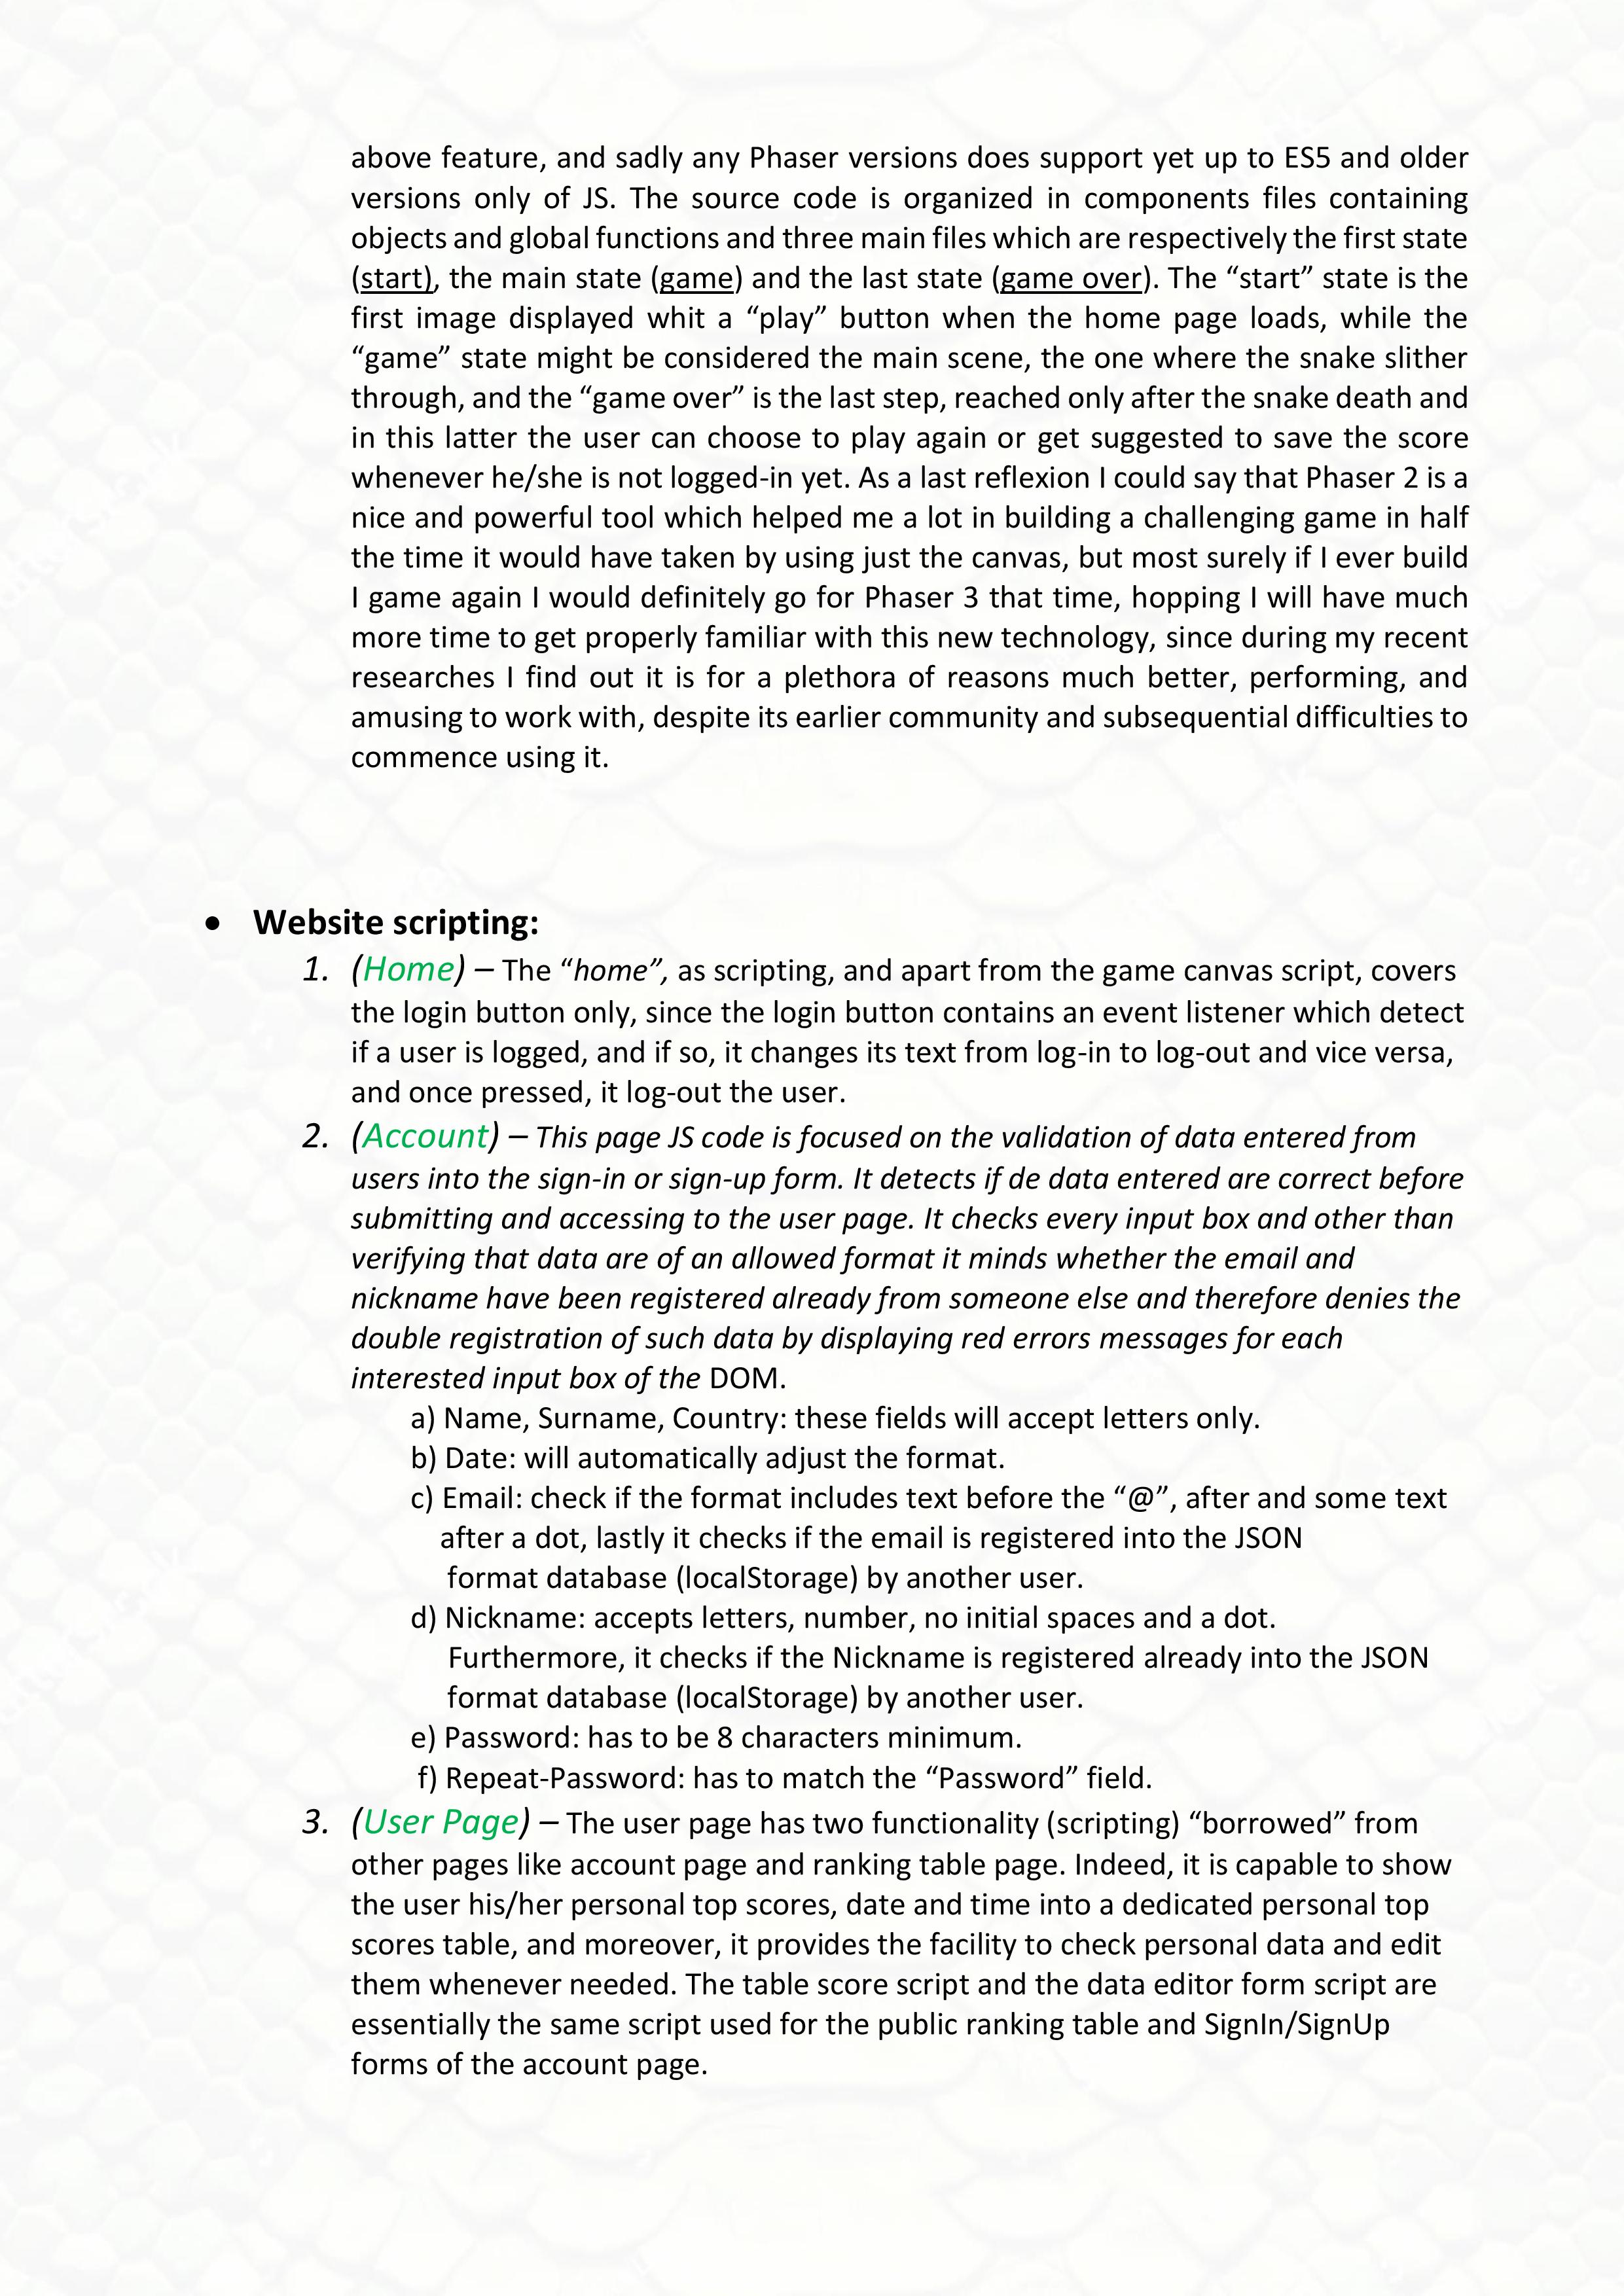 above feature, and sadly any Phaser versions does support yet up to ES5 and older
versions only of JS. The source code is organized in components files containing
objects and global functions and three main files which are respectively the first state
(start), the main state (game) and the last state (game over). The “start” state is the
first image displayed whit a “play” button when the home page loads, while the
“game” state might be considered the main scene, the one where the snake slither
through, and the “game over” is the last step, reached only after the snake death and
in this latter the user can choose to play again or get suggested to save the score
whenever he/she is not logged-in yet. As a last reflexion I could say that Phaser 2 is a
nice and powerful tool which helped me a lot in building a challenging game in half
the time it would have taken by using just the canvas, but most surely if I ever build
I game again I would definitely go for Phaser 3 that time, hopping I will have much
more time to get properly familiar with this new technology, since during my recent
researches I find out it is for a plethora of reasons much better, performing, and
amusing to work with, despite its earlier community and subsequential difficulties to
commence using it.
• Website scripting:
1. (Home) – The “home”, as scripting, and apart from the game canvas script, covers
the login button only, since the login button contains an event listener which detect
if a user is logged, and if so, it changes its text from log-in to log-out and vice versa,
and once pressed, it log-out the user.
2. (Account) – This page JS code is focused on the validation of data entered from
users into the sign-in or sign-up form. It detects if de data entered are correct before
submitting and accessing to the user page. It checks every input box and other than
verifying that data are of an allowed format it minds whether the email and
nickname have been registered already from someone else and therefore denies the
double registration of such data by displaying red errors messages for each
interested input box of the DOM.
a) Name, Surname, Country: these fields will accept letters only.
b) Date: will automatically adjust the format.
c) Email: check if the format includes text before the “@”, after and some text
after a dot, lastly it checks if the email is registered into the JSON
format database (localStorage) by another user.
d) Nickname: accepts letters, number, no initial spaces and a dot.
Furthermore, it checks if the Nickname is registered already into the JSON
format database (localStorage) by another user.
e) Password: has to be 8 characters minimum.
f) Repeat-Password: has to match the “Password” field.
3. (User Page) – The user page has two functionality (scripting) “borrowed” from
other pages like account page and ranking table page. Indeed, it is capable to show
the user his/her personal top scores, date and time into a dedicated personal top
scores table, and moreover, it provides the facility to check personal data and edit
them whenever needed. The table score script and the data editor form script are
essentially the same script used for the public ranking table and SignIn/SignUp
forms of the account page.